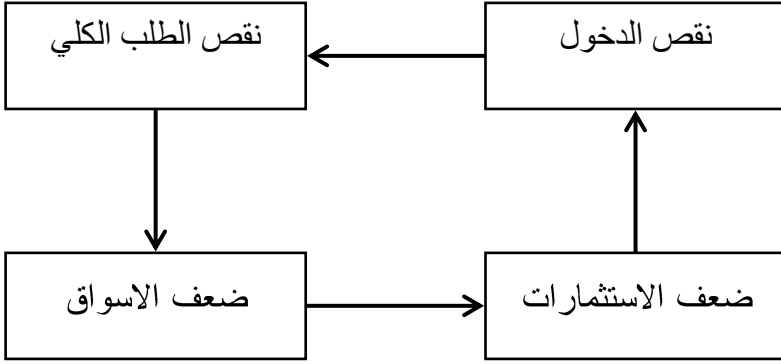 نقص الدخول
نقص الطلب الكلي
ضعف الاستثمارات
ضعف الاسواق